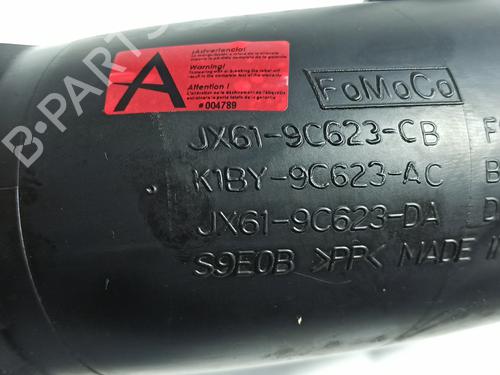 ¡Advertencia!
A
Warning!
Attention !
# 004789
FoMoCo
JX61-9C623-CB F
K1BY-9C623-AC B
JX61-9C623-DA D
S9E0B >PP< MADE I
B-PARTS